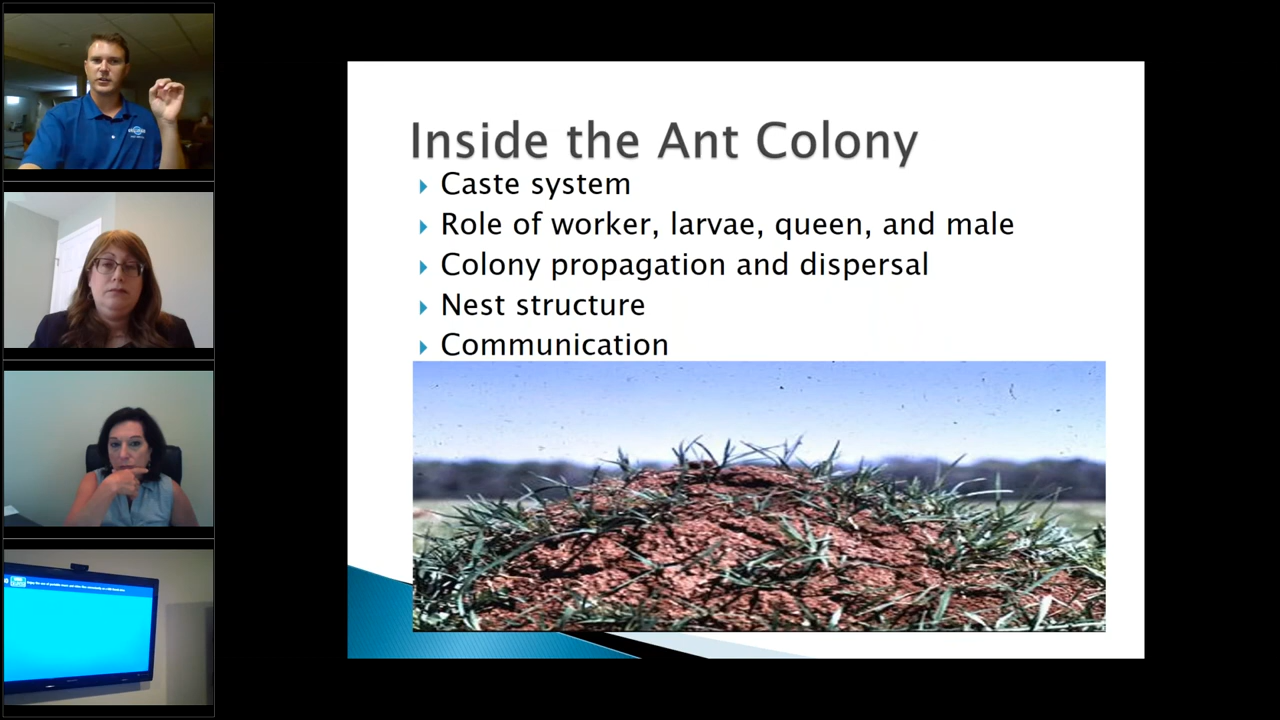 Inside the Ant Colony
Caste system
Role of worker, larvae, queen, and male
Colony propagation and dispersal
Nest structure
Communication